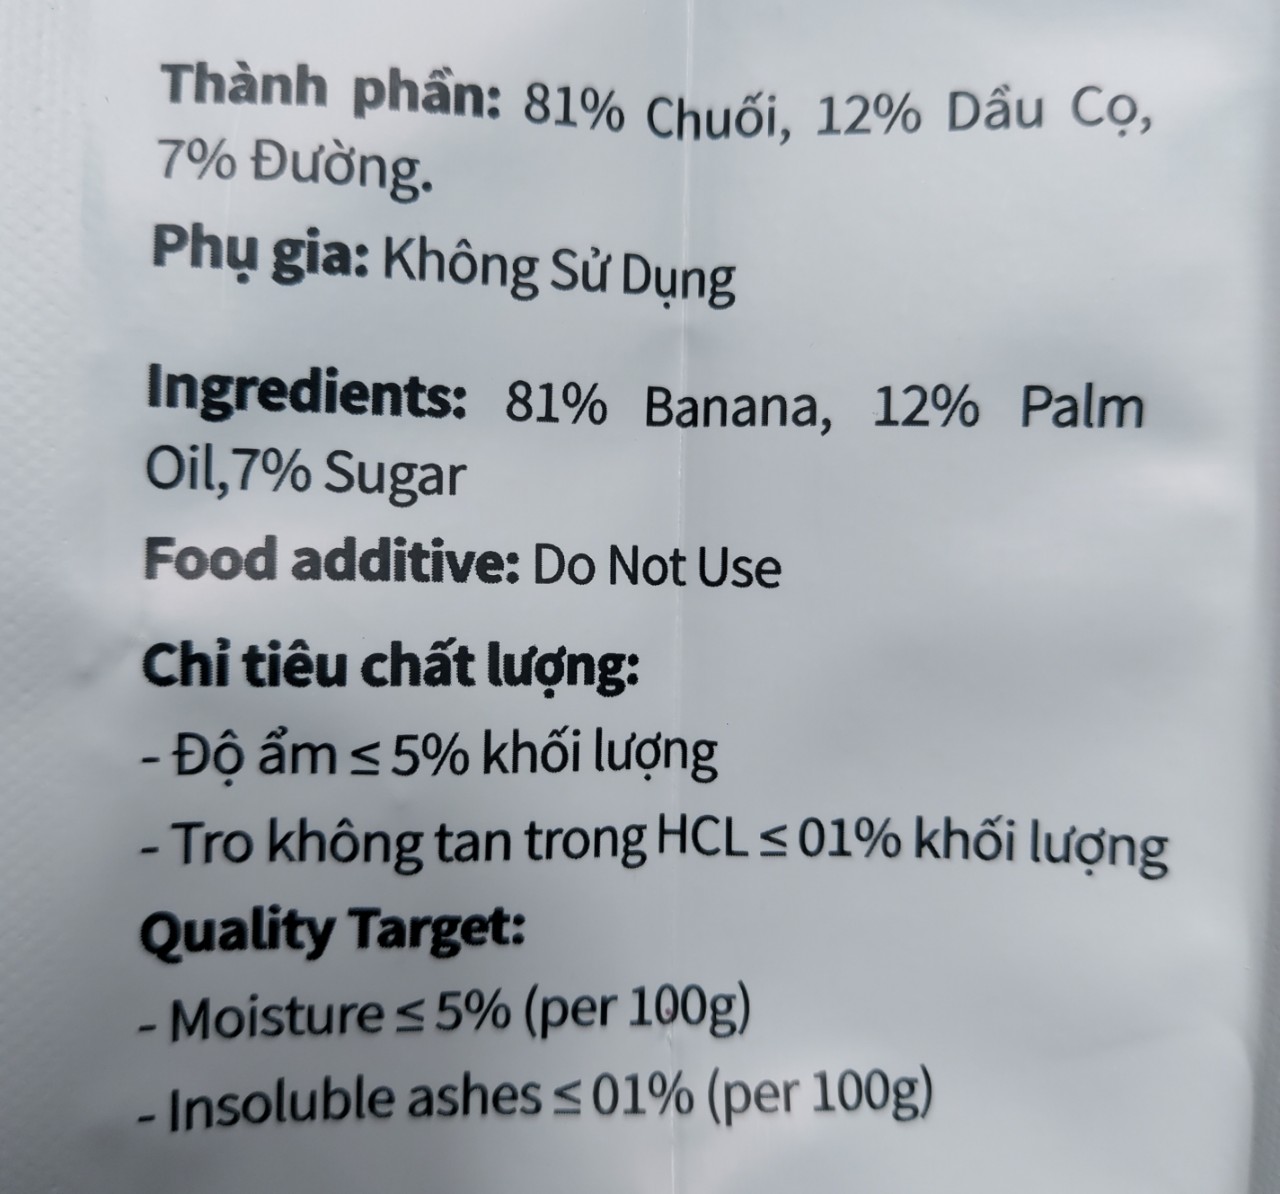 Thành phần: 81% Chuối, 12% Dầu Cọ,
7% Đường.
Phụ gia: Không Sử Dụng
Ingredients: 81% Banana, 12% Palm
Oil,7% Sugar
Food additive: Do Not Use
Chỉ tiêu chất lượng:
- Độ ẩm ≤ 5% khối lượng
- Tro không tan trong HCL ≤ 01% khối lượng
Quality Target:
- Moisture ≤ 5% (per 100g)
- Insoluble ashes ≤ 01% (per 100g)